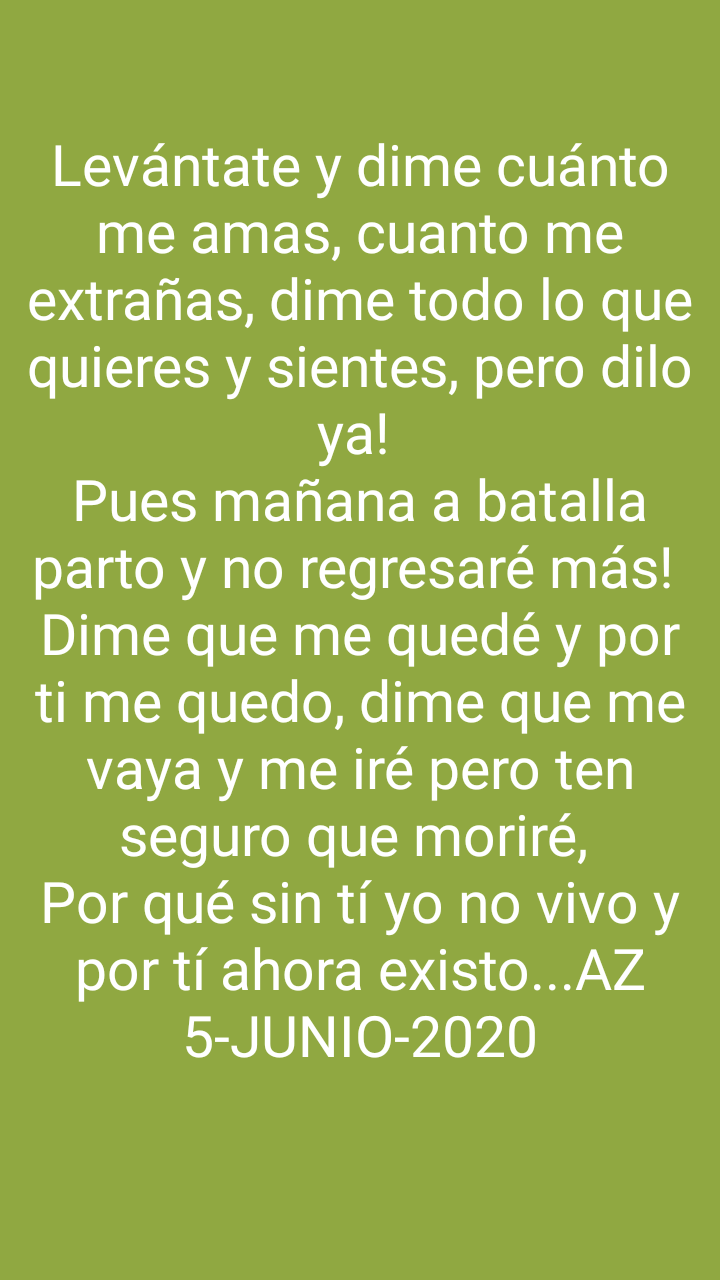 Levántate y dime cuánto
me amas, cuanto me
extrañas, dime todo lo que
quieres y sientes, pero dilo
ya!
Pues mañana a batalla
parto y no regresaré más!
Dime que me quedé y por
ti me quedo, dime que me
vaya y me iré pero ten
seguro que moriré,
Por qué sin tí yo no vivo y
por tí ahora existo...AZ
5-JUNIO-2020